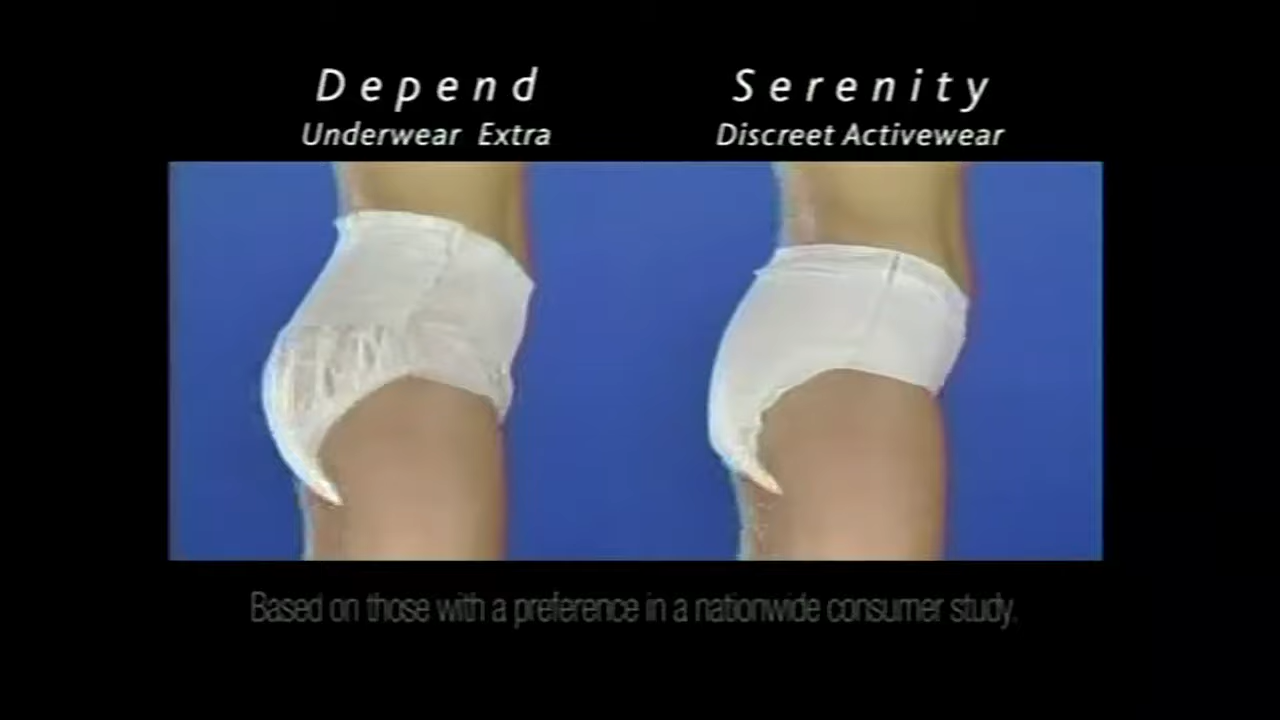 Depend
Underwear Extra
Serenity
Discreet Activewear
Based on those with a preference in a nationwide consumer study.